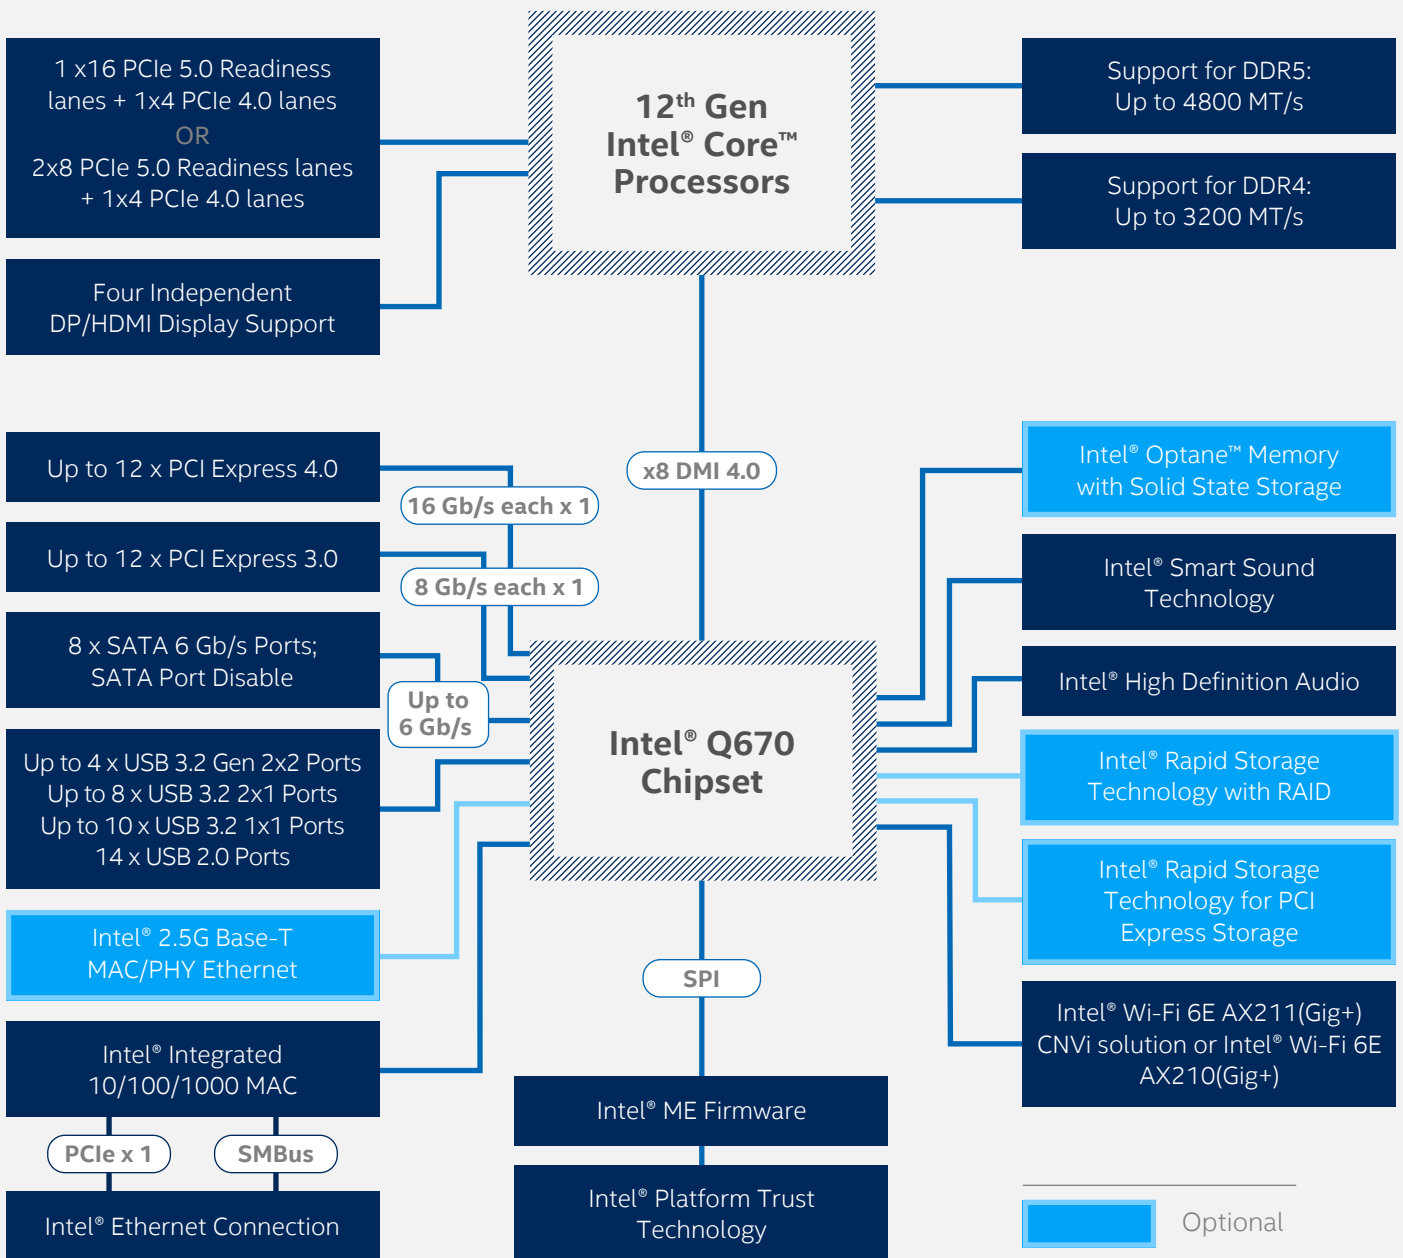 1 x16 PCIe 5.0 Readiness
lanes + 1x4 PCIe 4.0 lanes
OR
2x8 PCIe 5.0 Readiness lanes
+ 1x4 PCIe 4.0 lanes
Four Independent
DP/HDMI Display Support
12th Gen
Intel® Core™
Processors
Support for DDR5:
Up to 4800 MT/s
Support for DDR4:
Up to 3200 MT/s
x8 DMI 4.0
Up to 12 x PCI Express 4.0
16 Gb/s each x 1
Up to 12 x PCI Express 3.0
8 Gb/s each x 1
8 x SATA 6 Gb/s Ports;
SATA Port Disable
Up to
6 Gb/s
Up to 4 x USB 3.2 Gen 2x2 Ports
Up to 8 x USB 3.2 2x1 Ports
Up to 10 x USB 3.2 1x1 Ports
14 x USB 2.0 Ports
Intel® 2.5G Base-T
MAC/PHY Ethernet
Intel® Integrated
10/100/1000 MAC
PCIe x 1
SMBus
Intel® Ethernet Connection
Intel® Q670
Chipset
SPI
Intel® ME Firmware
Intel® Platform Trust
Technology
Intel® Optane™ Memory
with Solid State Storage
Intel® Smart Sound
Technology
Intel® High Definition Audio
Intel® Rapid Storage
Technology with RAID
Intel® Rapid Storage
Technology for PCI
Express Storage
Intel® Wi-Fi 6E AX211(Gig+)
CNVi solution or Intel® Wi-Fi 6E
AX210(Gig+)
Optional